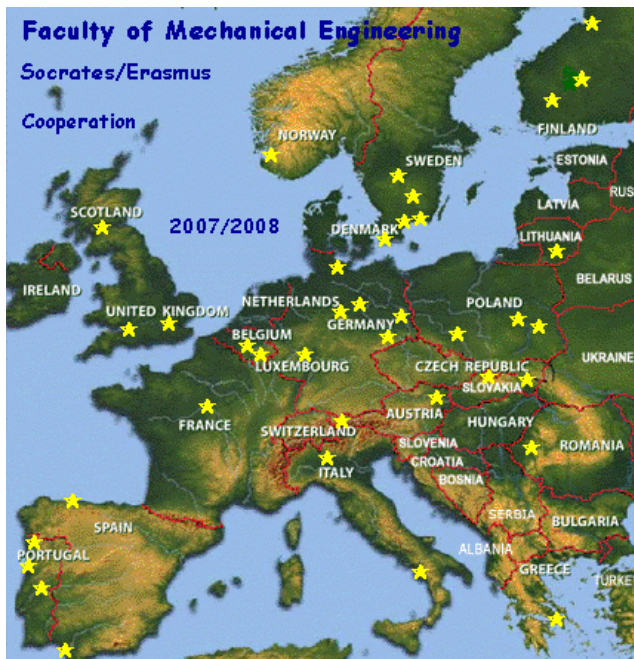 Faculty of Mechanical Engineering
Socrates/Erasmus
Cooperation
2007/2008
NORWAY
FINLAND
SWEDEN
ESTONIA
RUS
LATVIA
SCOTLAND
DENMARK
LITHUANIA
BELARUS
IRELAND
UNITED KINGDOM
NETHERLANDS
POLAND
GERMANY
BELGIUM
UKRAINE
LUXEMBOURG
CZECH REPUBLIC
SLOVAKIA
FRANCE
AUSTRIA
SWITZERLAND
HUNGARY
SLOVENIA
ROMANIA
ITALY
CROATIA
BOSNIA
SERBIA
BULGARIA
SPAIN
PORTUGAL
ALBANIA
GREECE
TURKEY